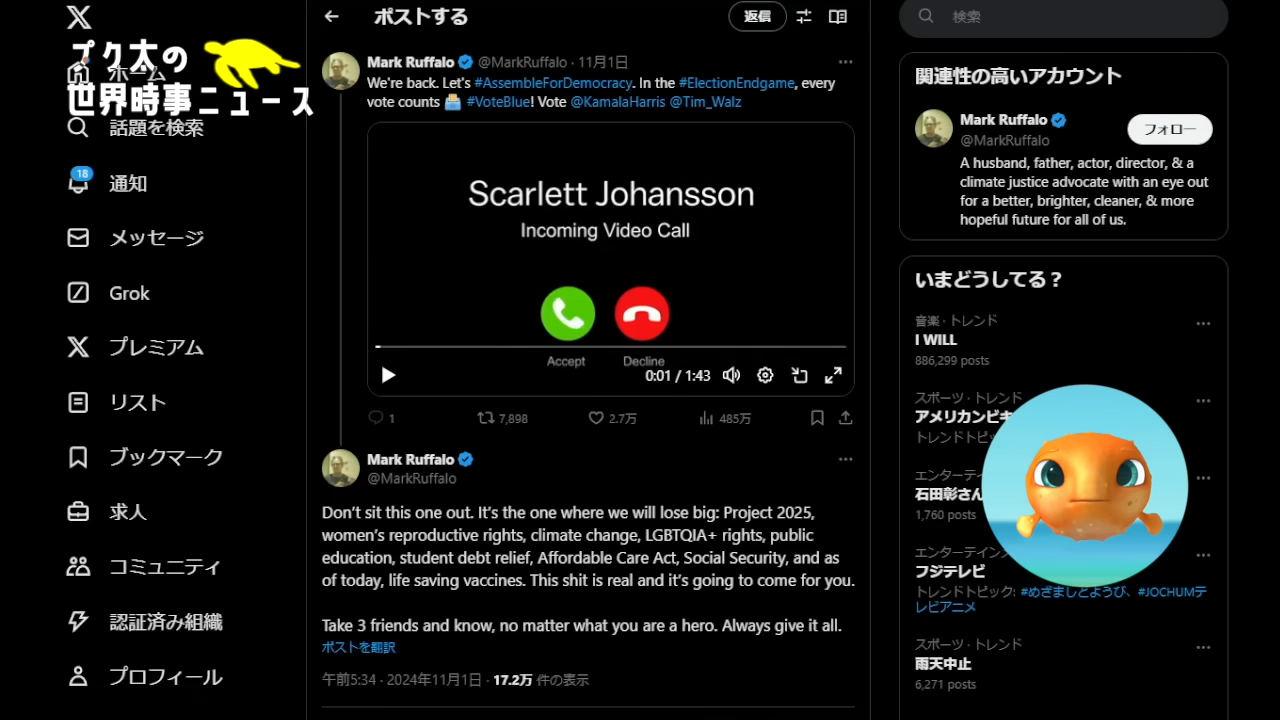 プク太の
世界時事ニュース
ホーム
話題を検索
18
通知
メッセージ
Grok
プレミアム
リスト
ブックマーク
求人
コミュニティ
認証済み組織
プロフィール
ポストする
返信
Mark Ruffalo @MarkRuffalo · 11月1日
We're back. Let's #AssembleForDemocracy. In the #ElectionEndgame, every
vote counts 🗳️ #VoteBlue! Vote @KamalaHarris @Tim_Walz
Scarlett Johansson
Incoming Video Call
Accept
Decline
0:01 / 1:43
1
7,898
2.7万
485万
Mark Ruffalo
@MarkRuffalo
Don't sit this one out. It's the one where we will lose big: Project 2025,
women's reproductive rights, climate change, LGBTQIA+ rights, public
education, student debt relief, Affordable Care Act, Social Security, and as
of today, life saving vaccines. This shit is real and it's going to come for you.
Take 3 friends and know, no matter what you are a hero. Always give it all.
ポストを翻訳
午前5:34 · 2024年11月1日 · 17.2万 件の表示
検索
関連性の高いアカウント
Mark Ruffalo
@MarkRuffalo
フォロー
A husband, father, actor, director, & a
climate justice advocate with an eye out
for a better, brighter, cleaner, & more
hopeful future for all of us.
いまどうしてる？
音楽 · トレンド
I WILL
886,299 posts
スポーツ · トレンド
アメリカンビキ
トレンドトピ
エンターテイ
石田彰さん
1,760 posts
エンターテインメ
フジテレビ
トレンドトピック: #めざましどようび、#JOCHUMテ
レビアニメ
スポーツ · トレンド
雨天中止
6,271 posts